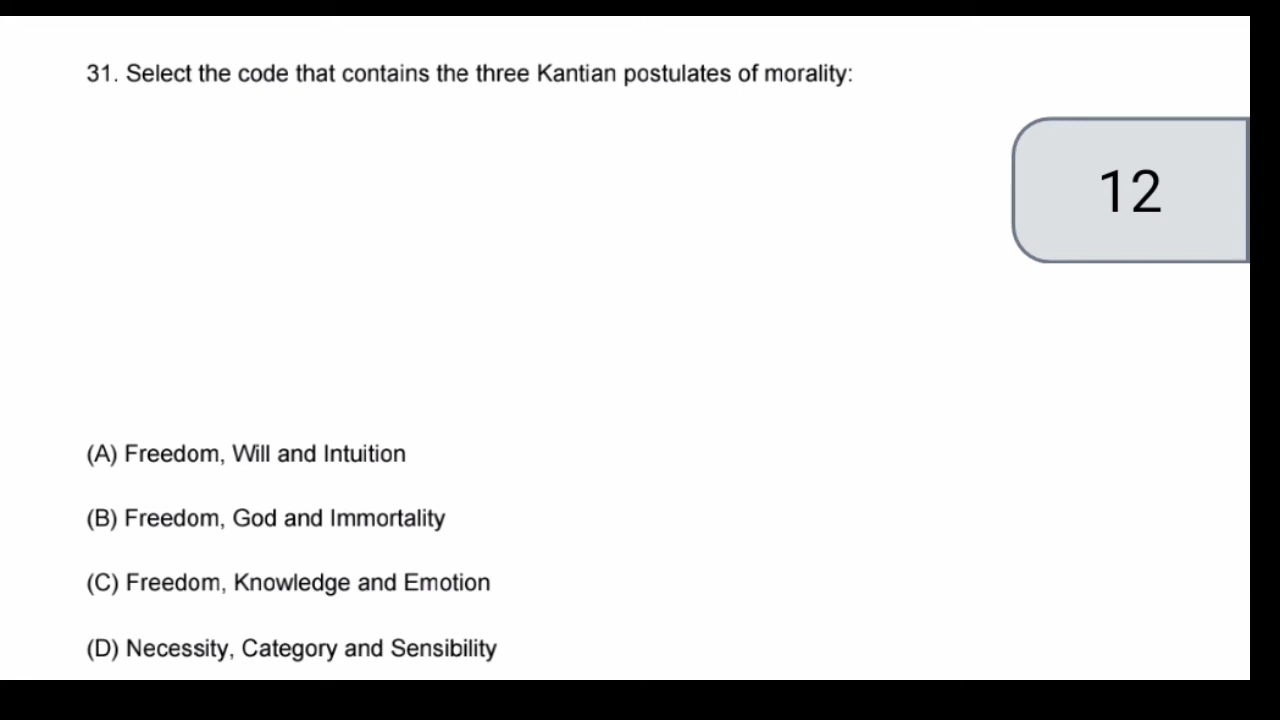 31. Select the code that contains the three Kantian postulates of morality:
12
(A) Freedom, Will and Intuition
(B) Freedom, God and Immortality
(C) Freedom, Knowledge and Emotion
(D) Necessity, Category and Sensibility